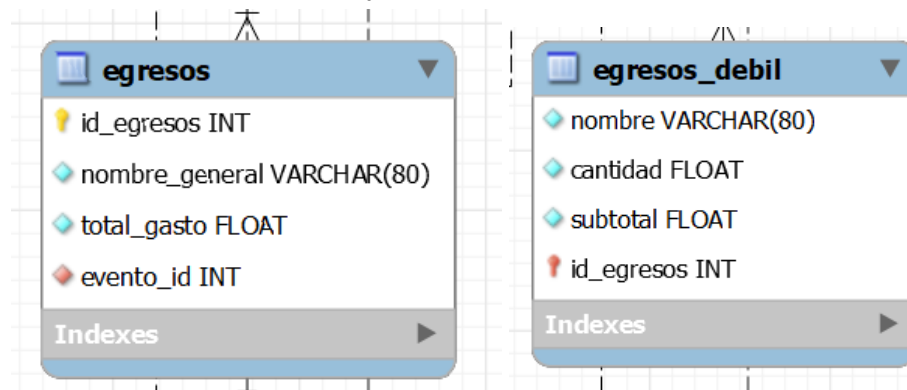 egresos
id_egresos INT
nombre_general VARCHAR(80)
total_gasto FLOAT
evento_id INT
Indexes
egresos_debil
nombre VARCHAR(80)
cantidad FLOAT
subtotal FLOAT
id_egresos INT
Indexes